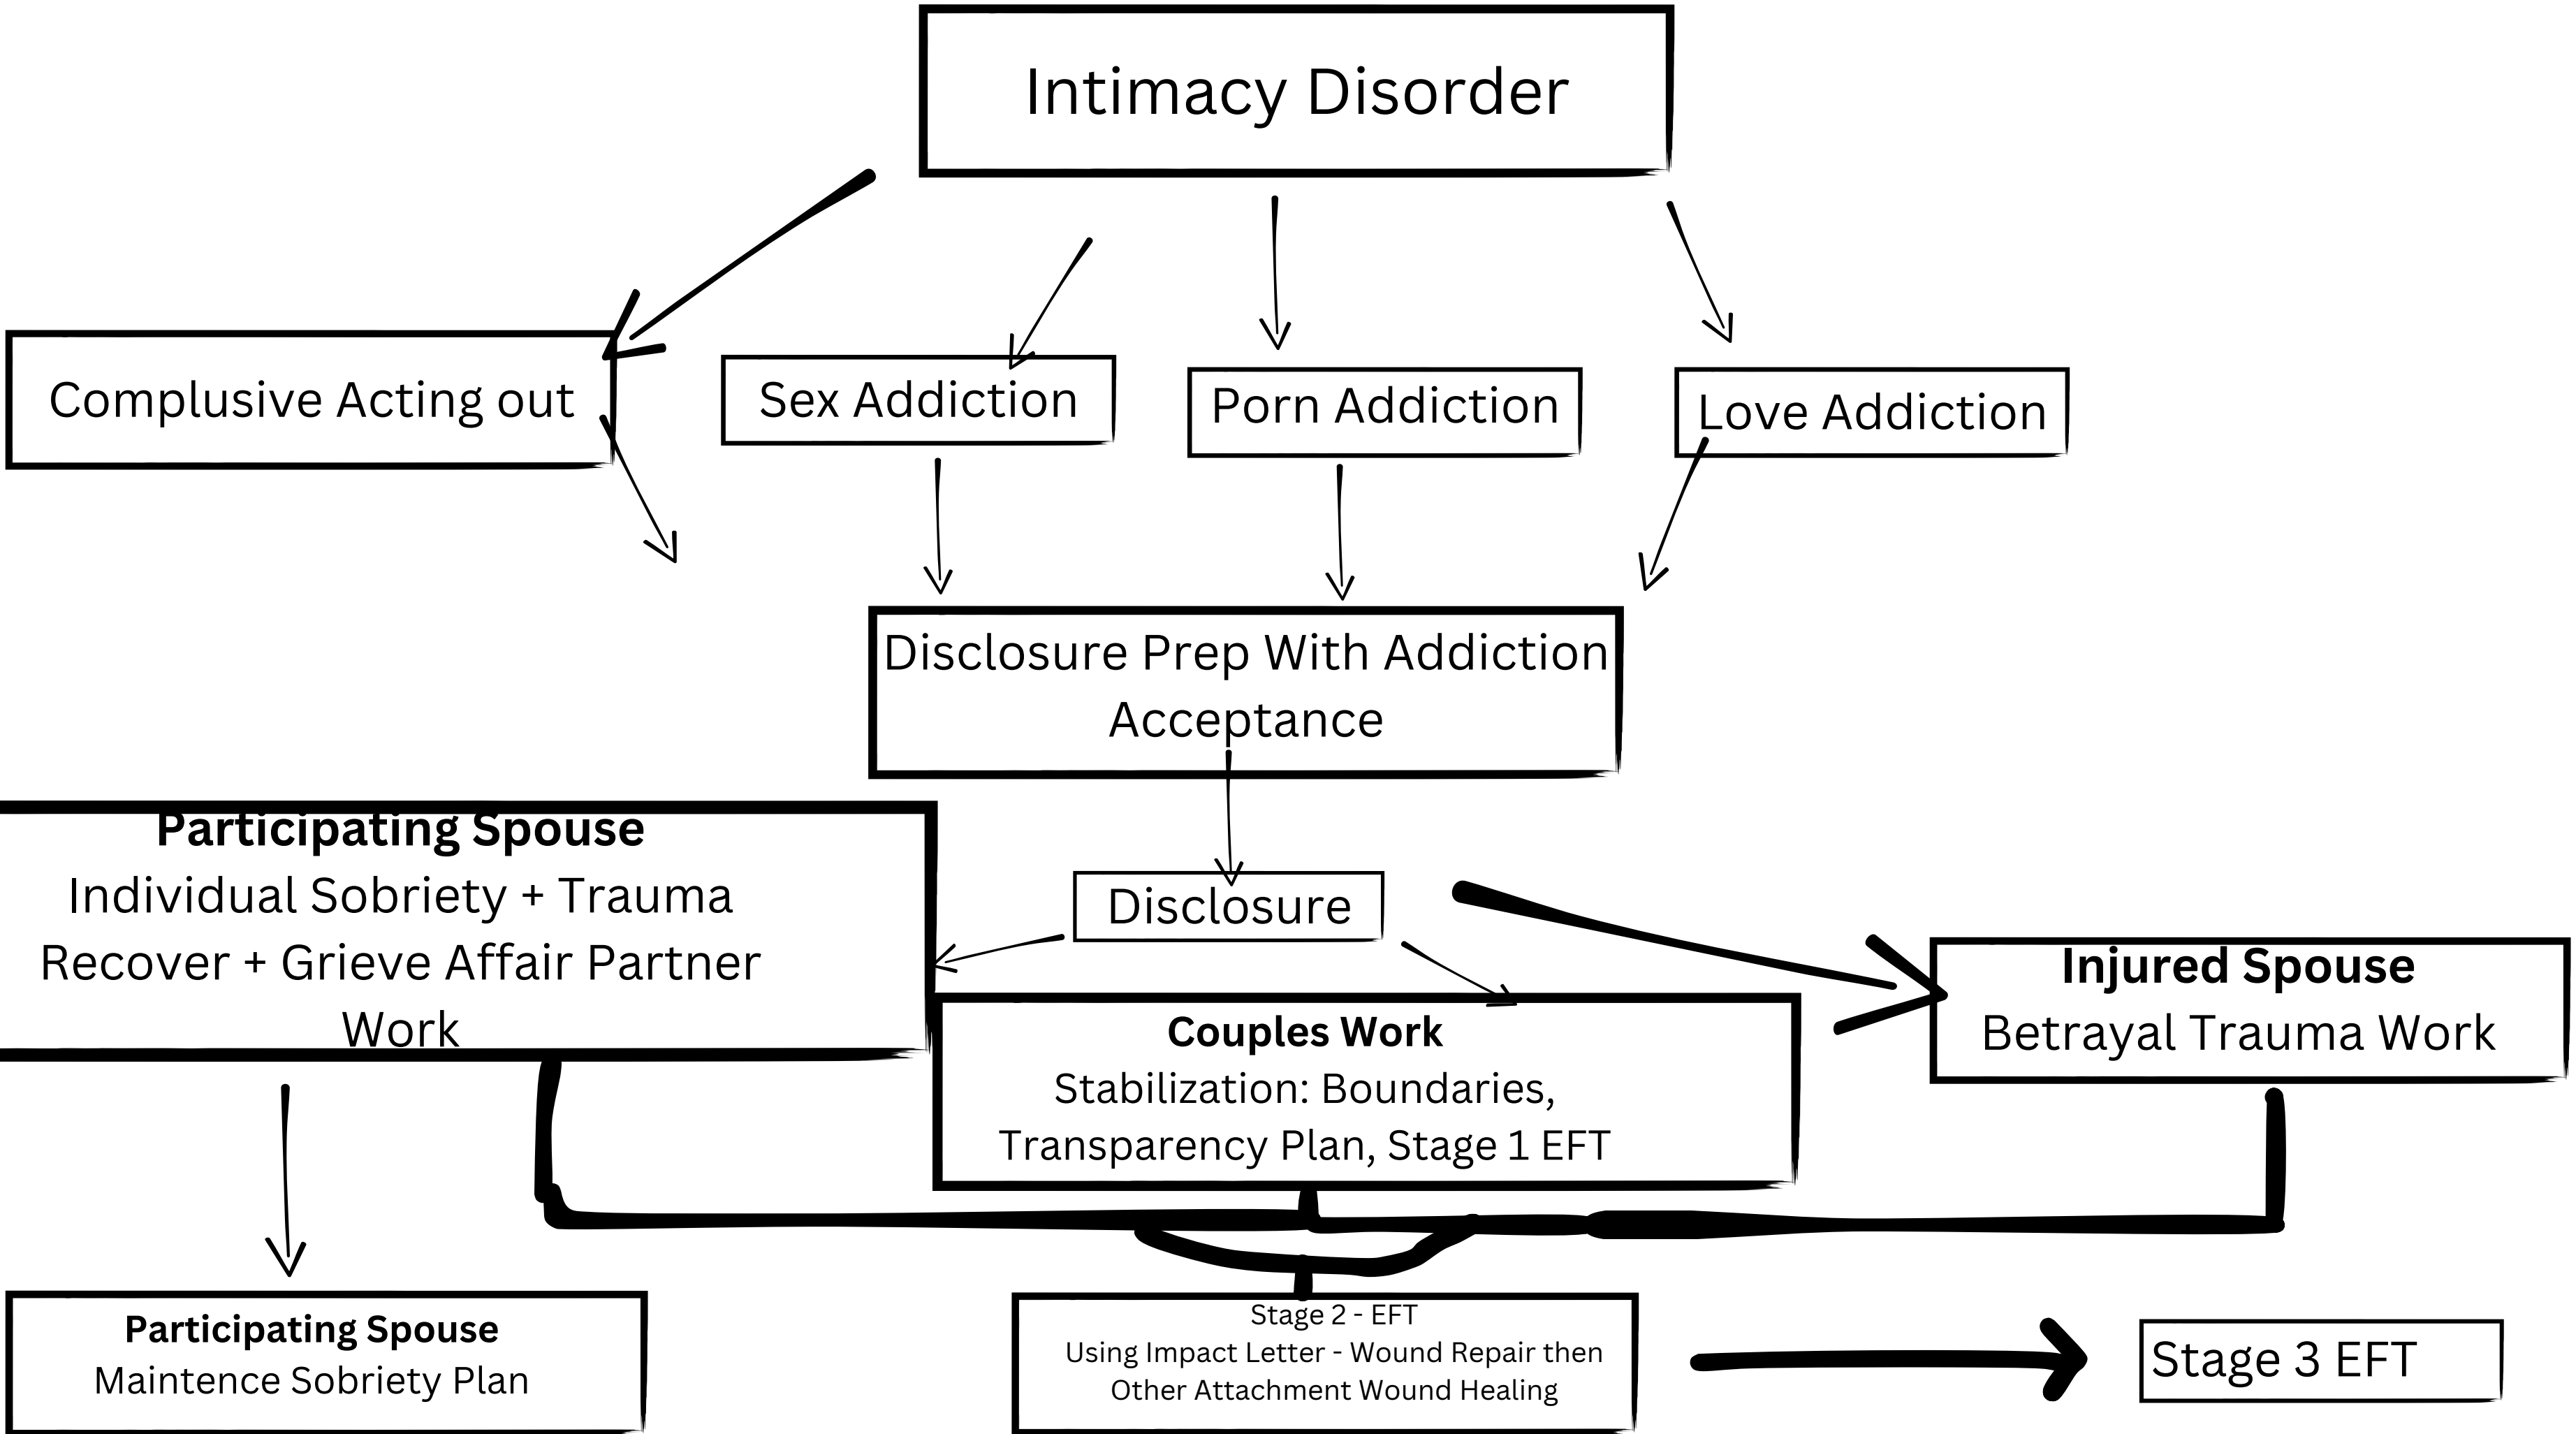 Intimacy Disorder
Complusive Acting out
Sex Addiction
Porn Addiction
Love Addiction
Disclosure Prep With Addiction
Acceptance
Participating Spouse
Individual Sobriety + Trauma
Recover + Grieve Affair Partner
Work
Disclosure
Couples Work
Stabilization: Boundaries,
Transparency Plan, Stage 1 EFT
Injured Spouse
Betrayal Trauma Work
Participating Spouse
Maintence Sobriety Plan
Stage 2 - EFT
Using Impact Letter - Wound Repair then
Other Attachment Wound Healing
Stage 3 EFT